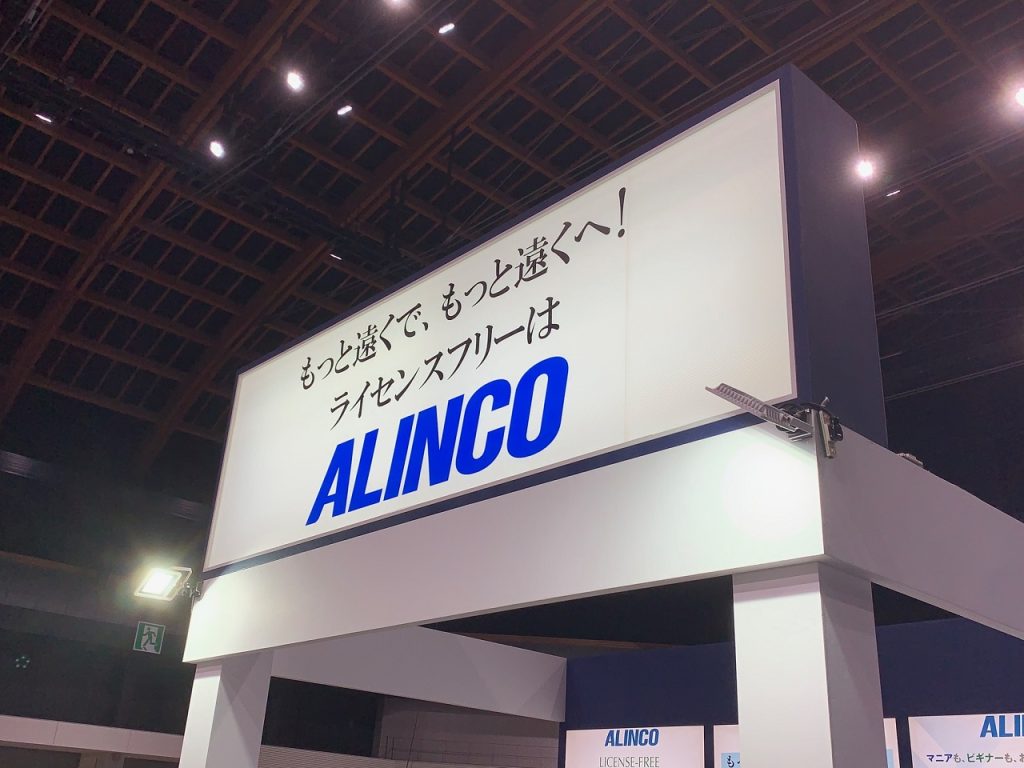 もっと遠くで、もっと遠くへ！
ライセンスフリーは
ALINCO
ALINCO
LICENSE-FREE
マニアも、ビギナーも、